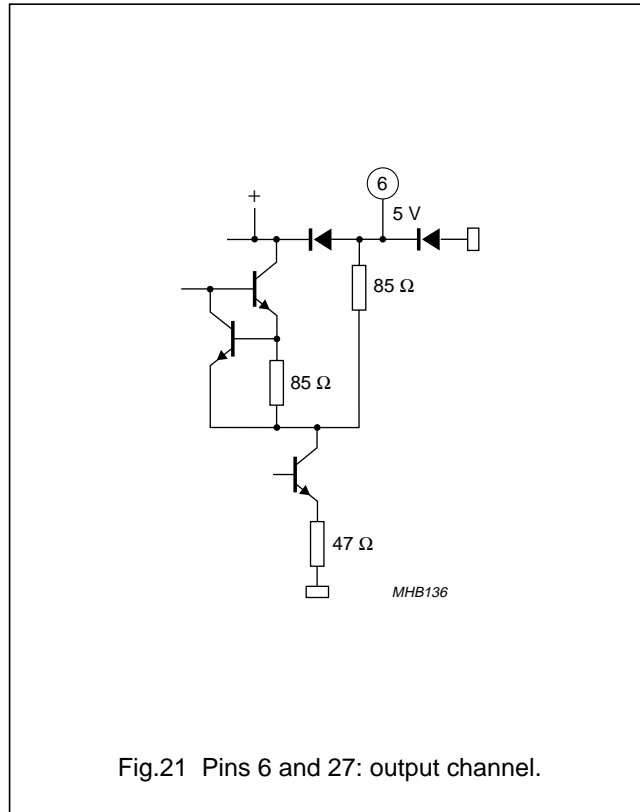 +
6
5 V
85 Ω
85 Ω
47 Ω
MHB136
Fig.21 Pins 6 and 27: output channel.